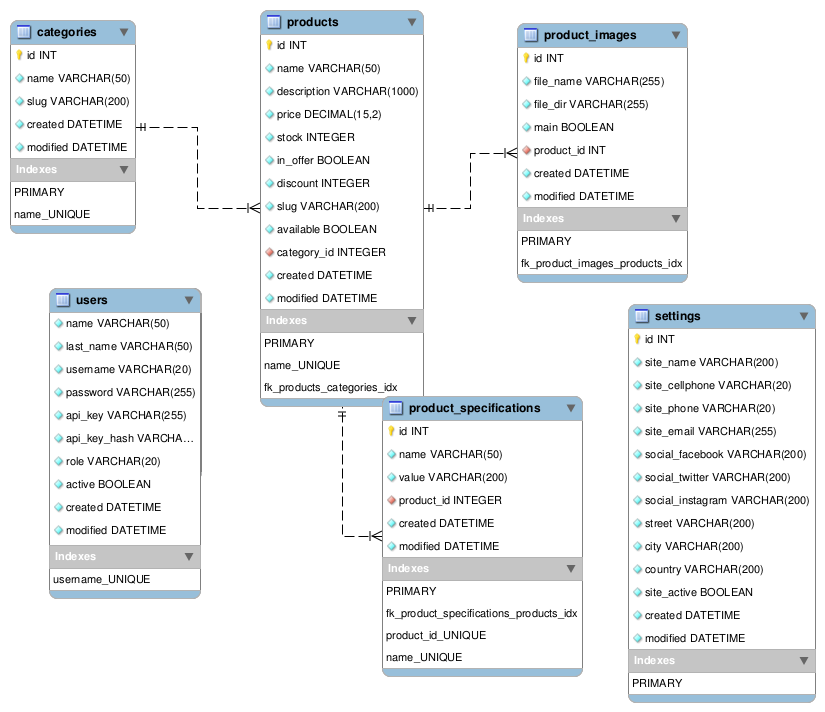 categories
id INT
name VARCHAR(50)
slug VARCHAR(200)
created DATETIME
modified DATETIME
Indexes
PRIMARY
name_UNIQUE
products
id INT
name VARCHAR(50)
description VARCHAR(1000)
price DECIMAL(15,2)
stock INTEGER
in_offer BOOLEAN
discount INTEGER
slug VARCHAR(200)
available BOOLEAN
category_id INTEGER
created DATETIME
modified DATETIME
Indexes
PRIMARY
name_UNIQUE
fk_products_categories_idx
product_images
id INT
file_name VARCHAR(255)
file_dir VARCHAR(255)
main BOOLEAN
product_id INT
created DATETIME
modified DATETIME
Indexes
PRIMARY
fk_product_images_products_idx
users
name VARCHAR(50)
last_name VARCHAR(50)
username VARCHAR(20)
password VARCHAR(255)
api_key VARCHAR(255)
api_key_hash VARCHA...
role VARCHAR(20)
active BOOLEAN
created DATETIME
modified DATETIME
Indexes
username_UNIQUE
product_specifications
id INT
name VARCHAR(50)
value VARCHAR(200)
product_id INTEGER
created DATETIME
modified DATETIME
Indexes
PRIMARY
fk_product_specifications_products_idx
product_id_UNIQUE
name_UNIQUE
settings
id INT
site_name VARCHAR(200)
site_cellphone VARCHAR(20)
site_phone VARCHAR(20)
site_email VARCHAR(255)
social_facebook VARCHAR(200)
social_twitter VARCHAR(200)
social_instagram VARCHAR(200)
street VARCHAR(200)
city VARCHAR(200)
country VARCHAR(200)
site_active BOOLEAN
created DATETIME
modified DATETIME
Indexes
PRIMARY